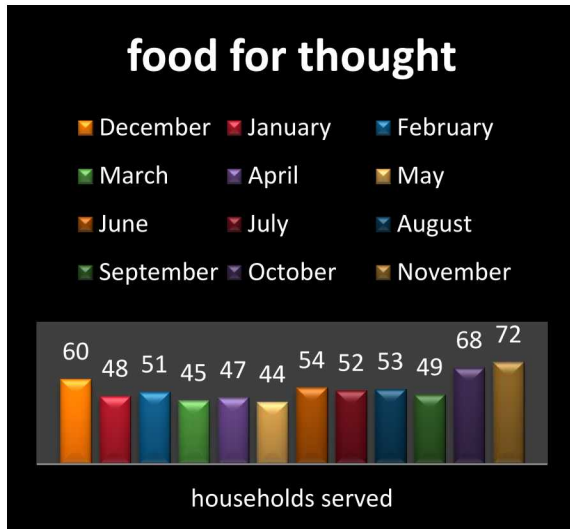 food for thought
December January February
March April May
June July August
September October November
60 48 51 45 47 44 54 52 53 49 68 72
households served